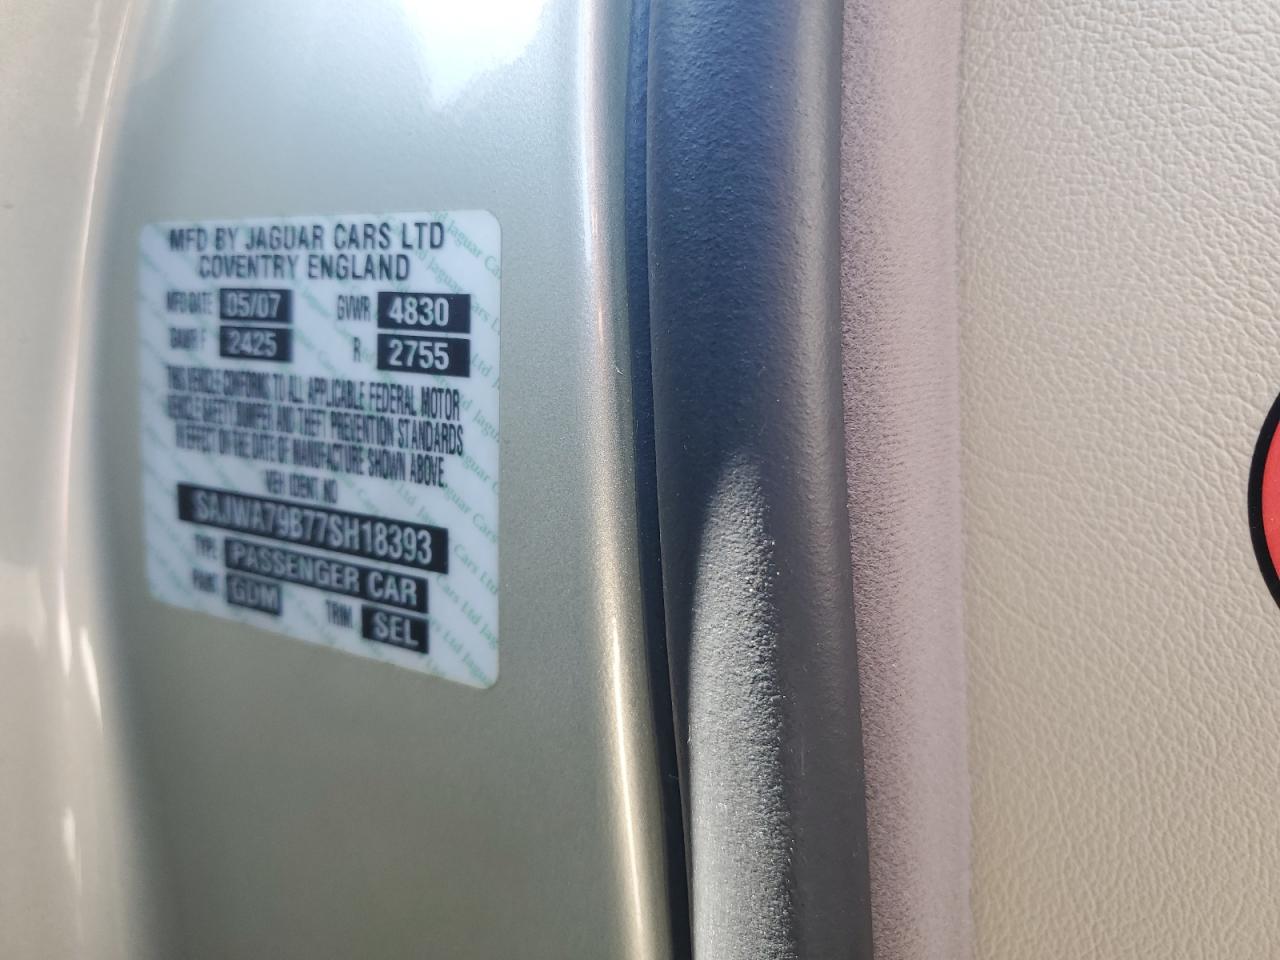 MFD BY JAGUAR CARS LTD
COVENTRY ENGLAND
MFD DATE 05/07 GVWR 4830
GAWR F 2425 R 2755
THIS VEHICLE CONFORMS TO ALL APPLICABLE FEDERAL MOTOR
VEHICLE SAFETY BUMPER AND THEFT PREVENTION STANDARDS
IN EFFECT ON THE DATE OF MANUFACTURE SHOWN ABOVE.
VEH IDENT NO
SAJWA79B77SH18393
TYPE PASSENGER CAR
PAINT GDM TRIM SEL